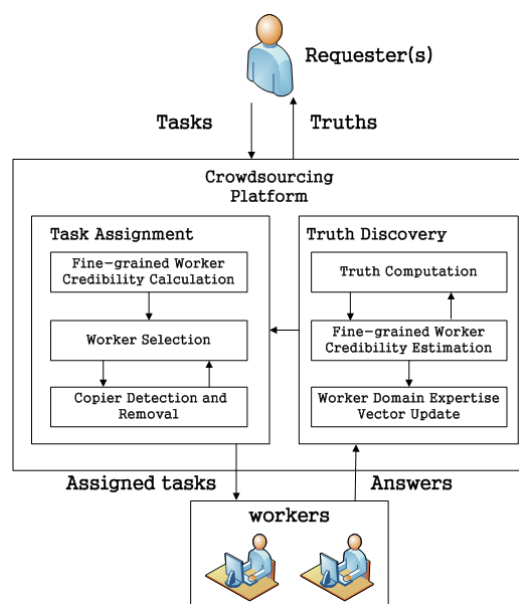 Requester(s)
Tasks
Truths
Crowdsourcing
Platform
Task Assignment
Fine-grained Worker
Credibility Calculation
Worker Selection
Copier Detection and
Removal
Truth Discovery
Truth Computation
Fine-grained Worker
Credibility Estimation
Worker Domain Expertise
Vector Update
Assigned tasks
Answers
workers